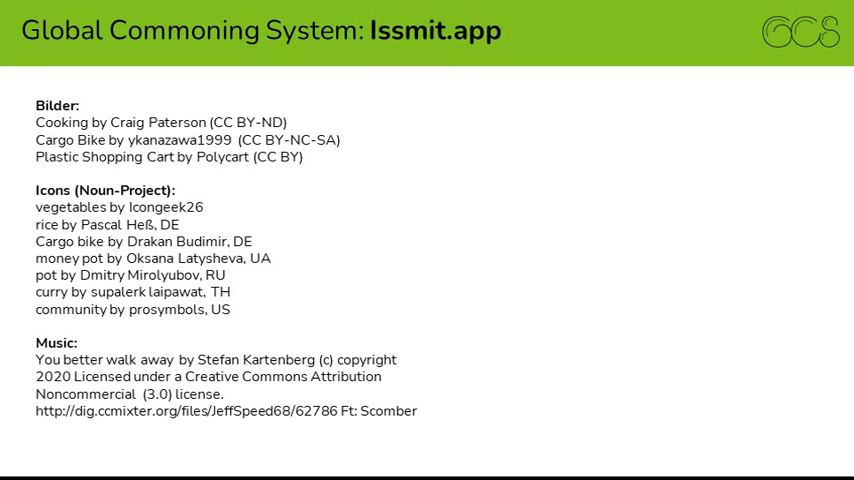 Global Commoning System: Issmit.app
GCS
Bilder:
Cooking by Craig Paterson (CC BY-ND)
Cargo Bike by ykanazawa1999 (CC BY-NC-SA)
Plastic Shopping Cart by Polycart (CC BY)
Icons (Noun-Project):
vegetables by Icongeek26
rice by Pascal Heß, DE
Cargo bike by Drakan Budimir, DE
money pot by Oksana Latysheva, UA
pot by Dmitry Mirolyubov, RU
curry by supalerk laipawat, TH
community by prosymbols, US
Music:
You better walk away by Stefan Kartenberg (c) copyright
2020 Licensed under a Creative Commons Attribution
Noncommercial (3.0) license.
http://dig.ccmixter.org/files/JeffSpeed68/62786 Ft: Scomber